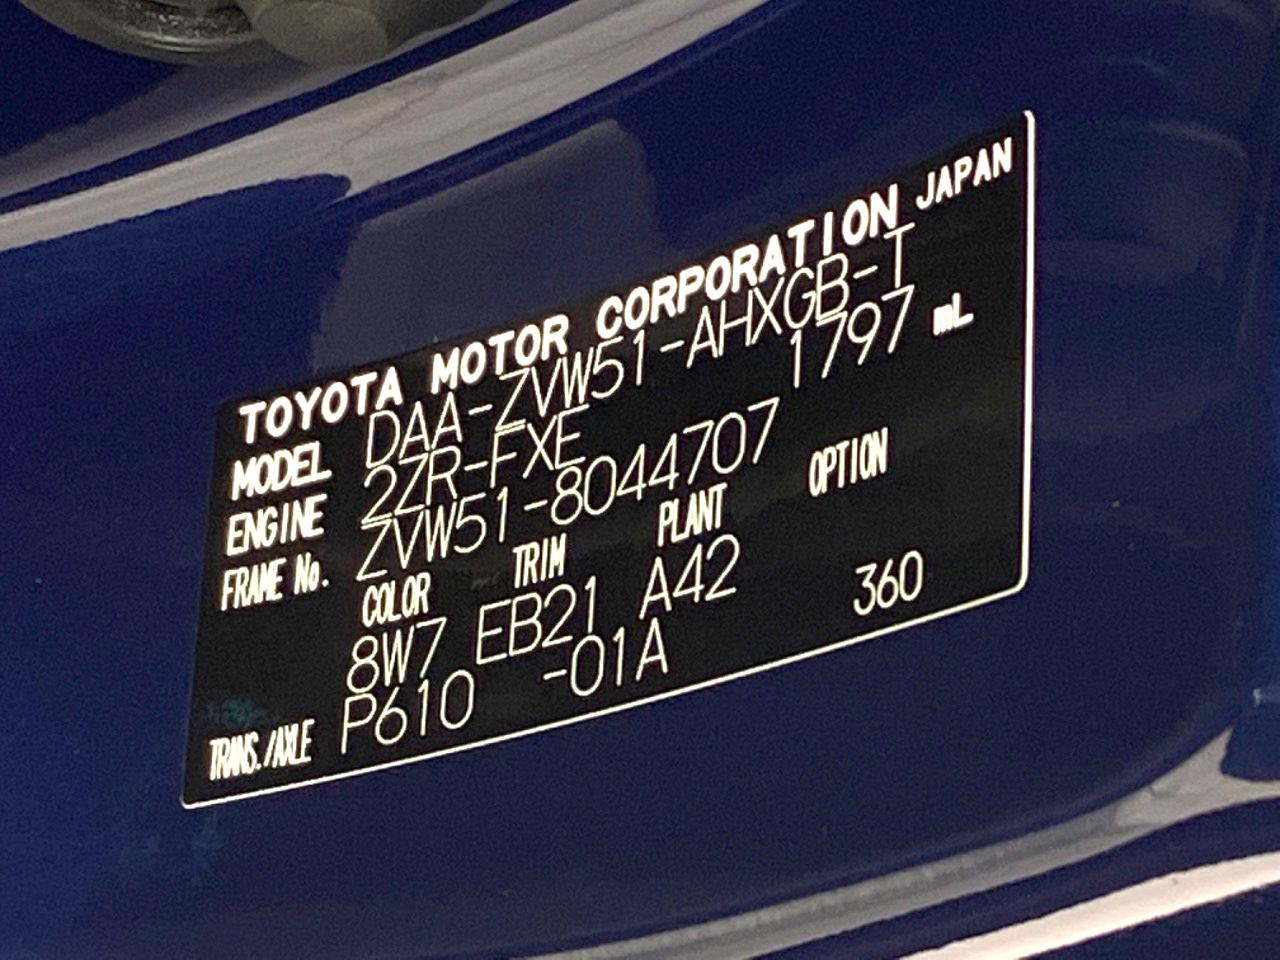 TOYOTA MOTOR CORPORATION JAPAN
MODEL DAA-ZVW51-AHXGB-T
ENGINE 2ZR-FXE 1797 mL
FRAME No. ZVW51-8044707
COLOR TRIM PLANT OPTION
8W7 EB21 A42 360
TRANS./AXLE P610 -01A